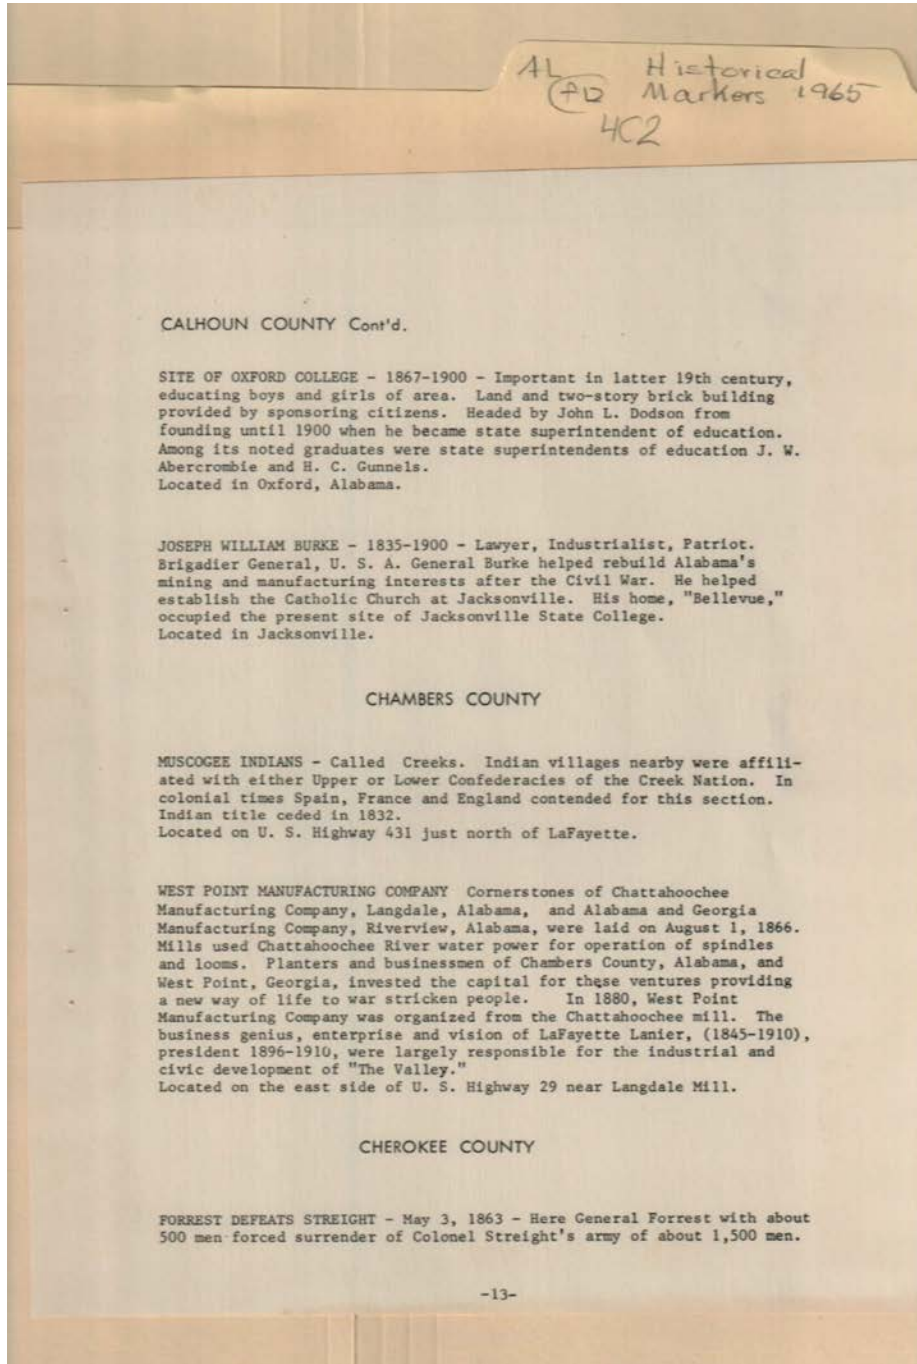 AL Historical
PD Markers 1965
4C2
CALHOUN COUNTY Cont'd.
SITE OF OXFORD COLLEGE - 1867-1900 - Important in latter 19th century,
educating boys and girls of area. Land and two-story brick building
provided by sponsoring citizens. Headed by John L. Dodson from
founding until 1900 when he became state superintendent of education.
Among its noted graduates were state superintendents of education J. W.
Abercrombie and H. C. Gunnels.
Located in Oxford, Alabama.
JOSEPH WILLIAM BURKE - 1835-1900 - Lawyer, Industrialist, Patriot.
Brigadier General, U. S. A. General Burke helped rebuild Alabama's
mining and manufacturing interests after the Civil War. He helped
establish the Catholic Church at Jacksonville. His home, "Bellevue,"
occupied the present site of Jacksonville State College.
Located in Jacksonville.
CHAMBERS COUNTY
MUSCOGEE INDIANS - Called Creeks. Indian villages nearby were affili-
ated with either Upper or Lower Confederacies of the Creek Nation. In
colonial times Spain, France and England contended for this section.
Indian title ceded in 1832.
Located on U. S. Highway 431 just north of LaFayette.
WEST POINT MANUFACTURING COMPANY Cornerstones of Chattahoochee
Manufacturing Company, Langdale, Alabama, and Alabama and Georgia
Manufacturing Company, Riverview, Alabama, were laid on August 1, 1866.
Mills used Chattahoochee River water power for operation of spindles
and looms. Planters and businessmen of Chambers County, Alabama, and
West Point, Georgia, invested the capital for these ventures providing
a new way of life to war stricken people. In 1880, West Point
Manufacturing Company was organized from the Chattahoochee mill. The
business genius, enterprise and vision of LaFayette Lanier, (1845-1910),
president 1896-1910, were largely responsible for the industrial and
civic development of "The Valley."
Located on the east side of U. S. Highway 29 near Langdale Mill.
CHEROKEE COUNTY
FORREST DEFEATS STREIGHT - May 3, 1863 - Here General Forrest with about
500 men forced surrender of Colonel Streight's army of about 1,500 men.
-13-